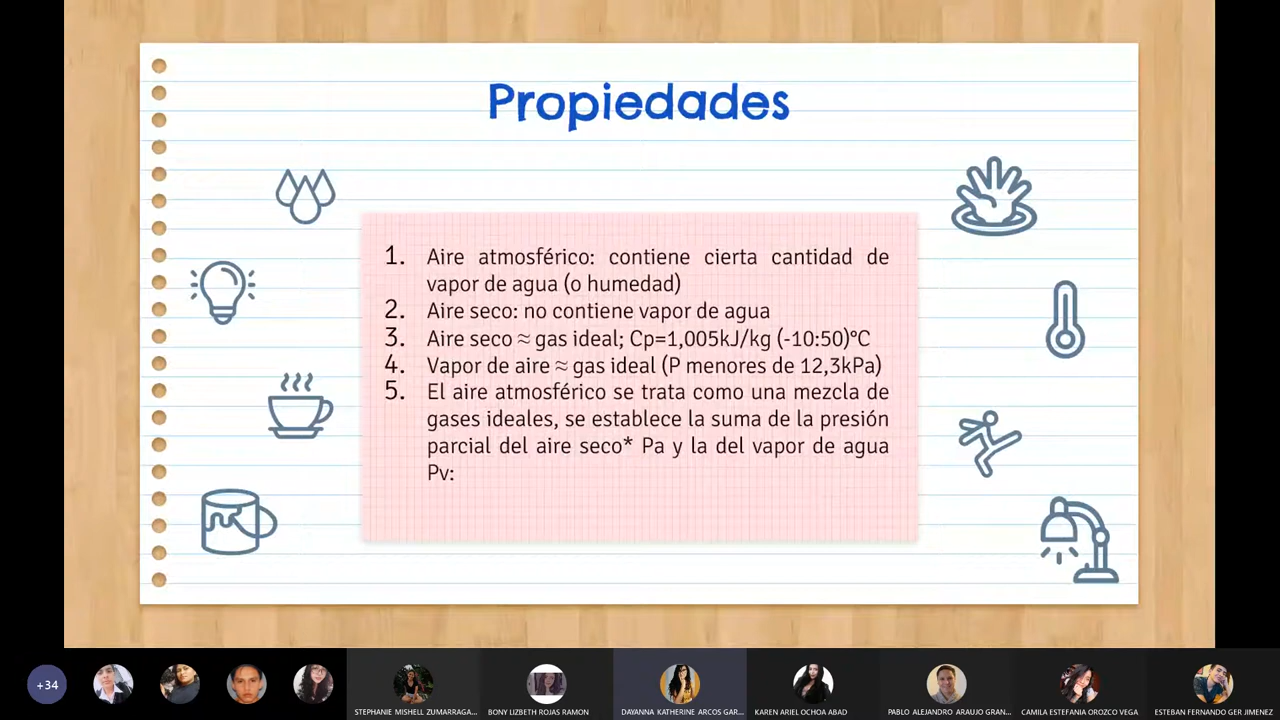 Propiedades
1. Aire atmosférico: contiene cierta cantidad de
vapor de agua (o humedad)
2. Aire seco: no contiene vapor de agua
3. Aire seco ≈ gas ideal; Cp=1,005kJ/kg (-10:50)°C
4. Vapor de aire ≈ gas ideal (P menores de 12,3kPa)
5. El aire atmosférico se trata como una mezcla de
gases ideales, se establece la suma de la presión
parcial del aire seco* Pa y la del vapor de agua
Pv:
+34
STEPHANIE MISHELL ZUMARRAGA...
BONY LIZBETH ROJAS RAMON
DAYANNA KATHERINE ARCOS GAR...
KAREN ARIEL OCHOA ABAD
PABLO ALEJANDRO ARAUJO GRAN...
CAMILA ESTEFANIA OROZCO VEGA
ESTEBAN FERNANDO GER JIMENEZ